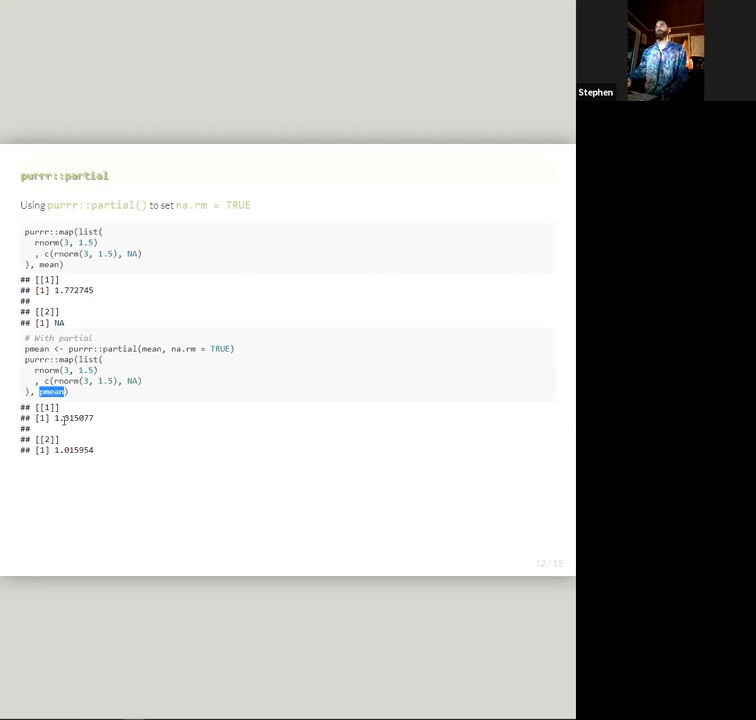 Stephen
purrr::partial
Using purrr::partial() to set na.rm = TRUE
purrr::map(list(
rnorm(3, 1.5)
, c(rnorm(3, 1.5), NA)
), mean)
## [[1]]
## [1] 1.772745
##
## [[2]]
## [1] NA
# With partial
pmean <- purrr::partial(mean, na.rm = TRUE)
purrr::map(list(
rnorm(3, 1.5)
, c(rnorm(3, 1.5), NA)
), pmean)
## [[1]]
## [1] 1.315077
##
## [[2]]
## [1] 1.015954
12 / 15